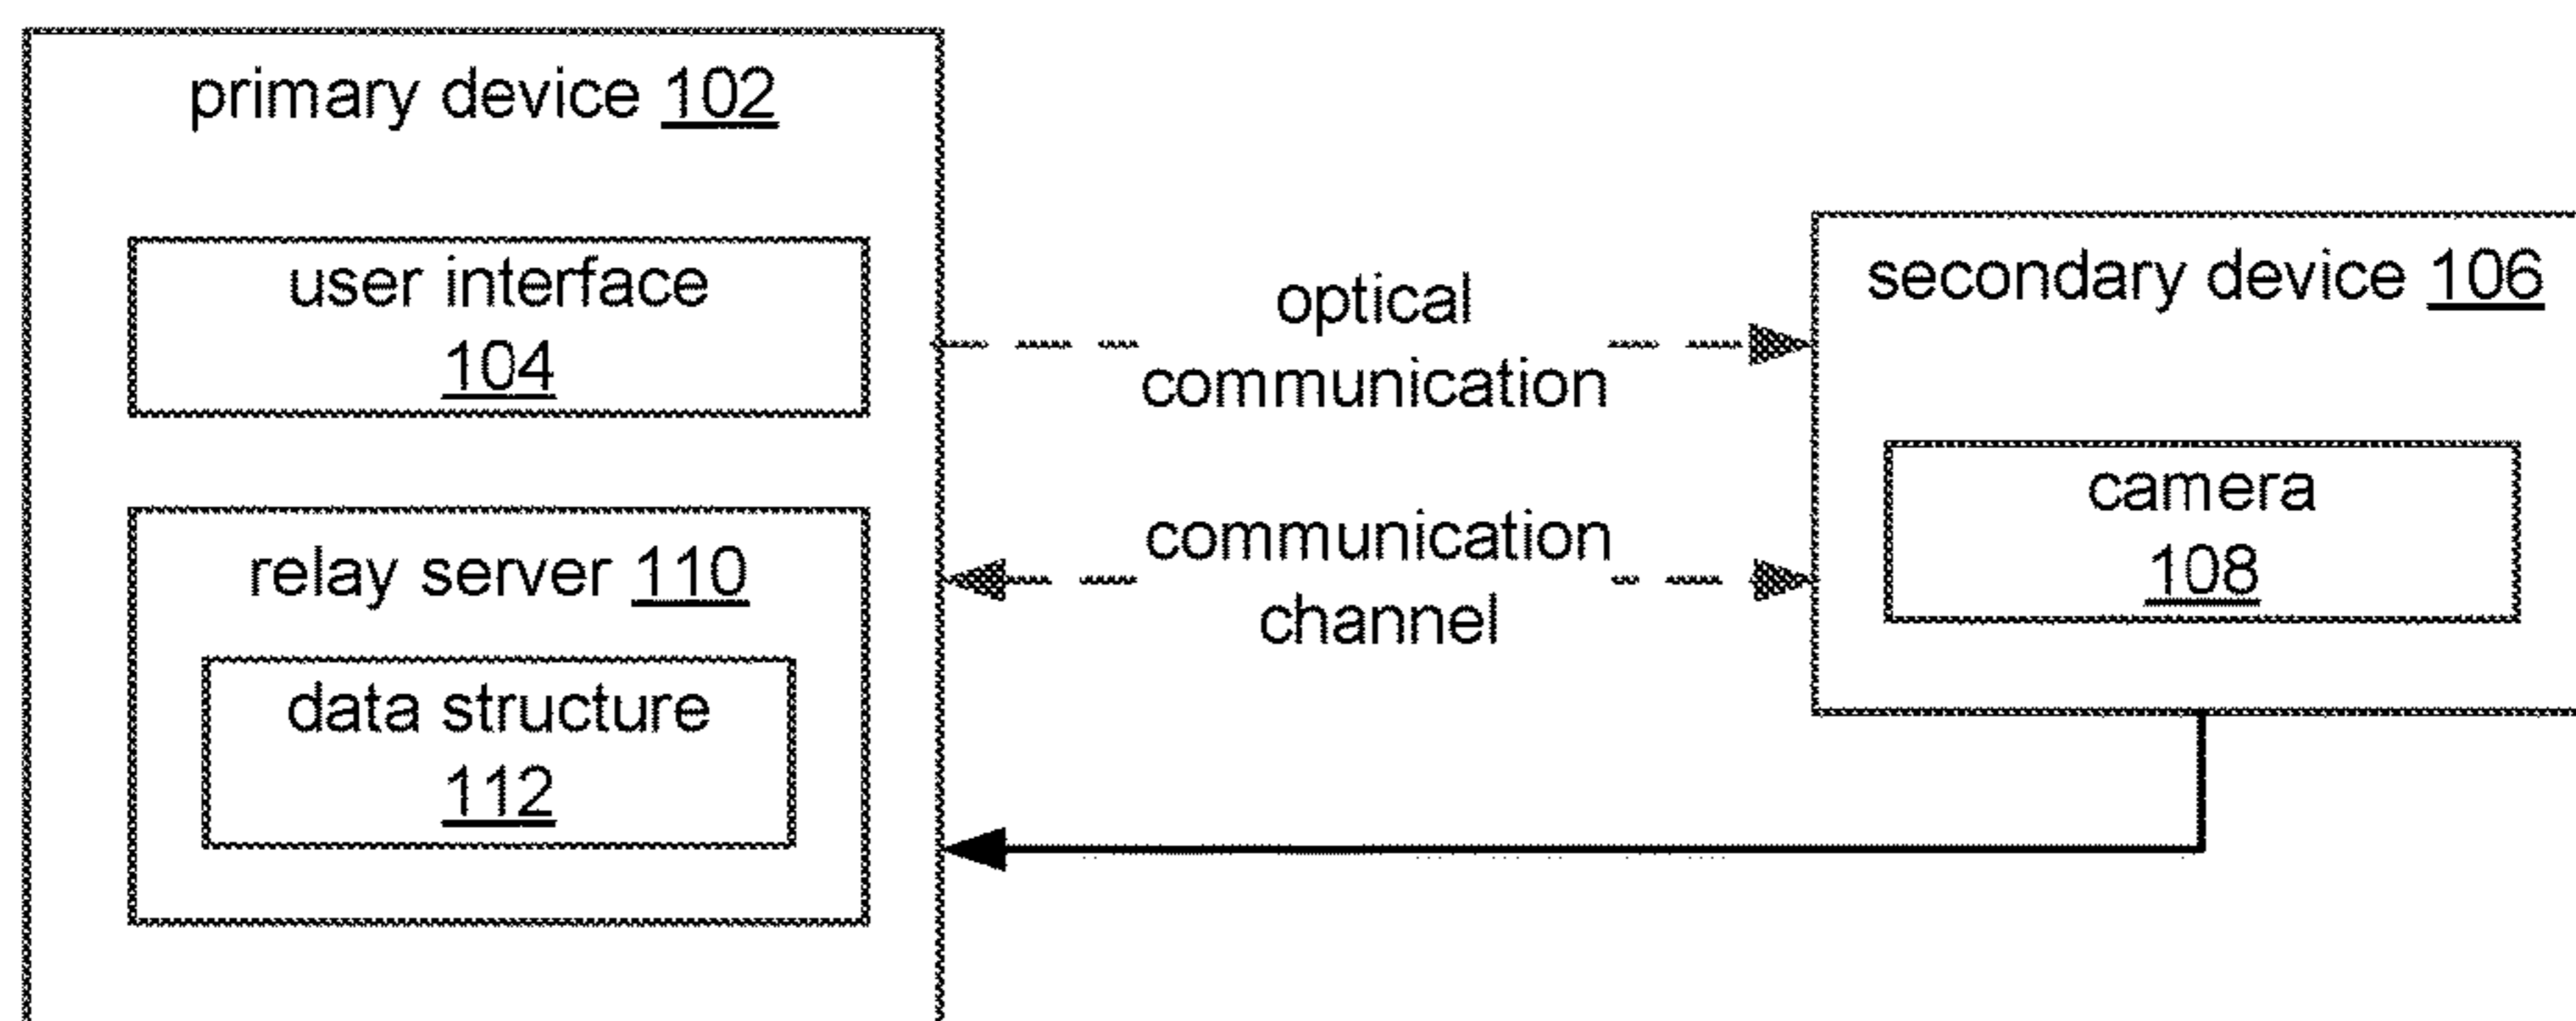 primary device 102
user interface
104
relay server 110
data structure
112
optical
communication
communication
channel
secondary device 106
camera
108